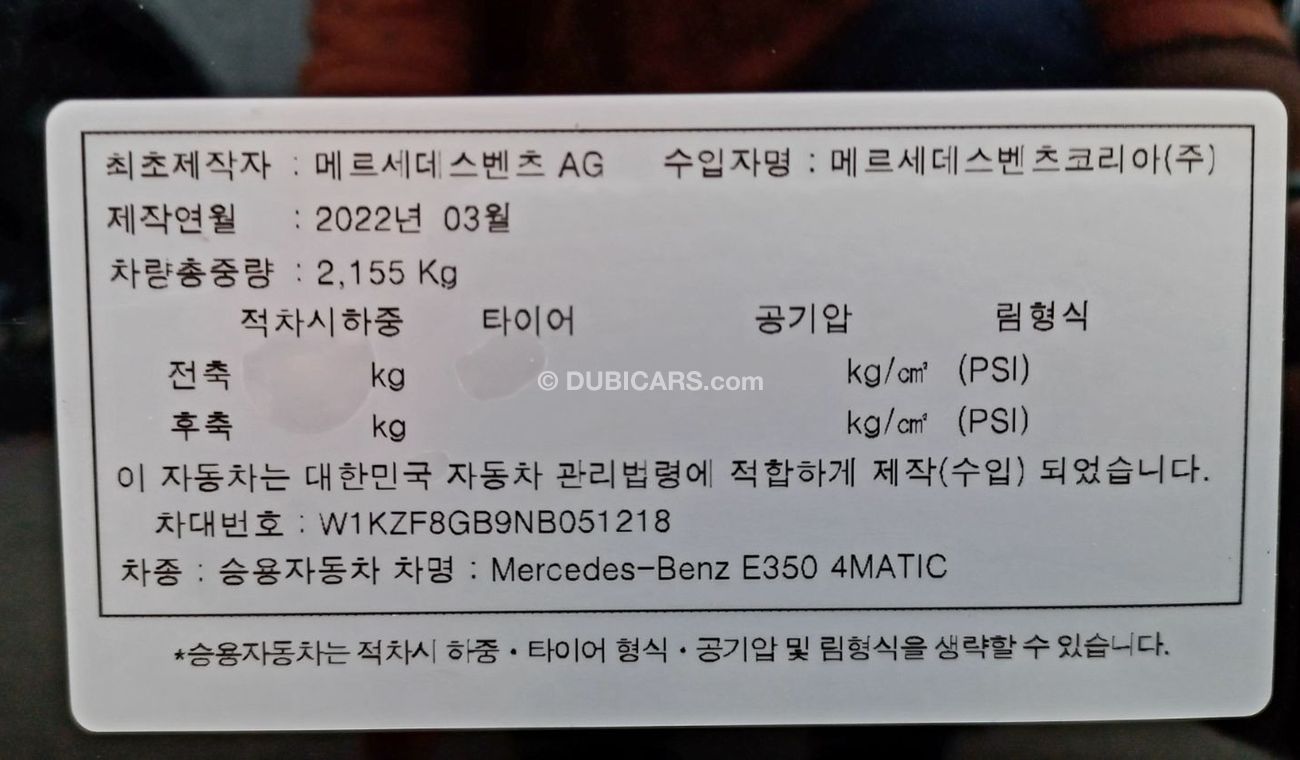 최초제작자 : 메르세데스벤츠 AG 수입자명 : 메르세데스벤츠코리아(주)
제작연월 : 2022년 03월
차량총중량 : 2,155 Kg
적차시하중 타이어 공기압 림형식
전축 kg kg/㎠ (PSI)
© DUBICARS.com
후축 kg kg/㎠ (PSI)
이 자동차는 대한민국 자동차 관리법령에 적합하게 제작(수입) 되었습니다.
차대번호 : W1KZF8GB9NB051218
차종 : 승용자동차 차명 : Mercedes-Benz E350 4MATIC
*승용자동차는 적차시 하중・타이어 형식・공기압 및 림형식을 생략할 수 있습니다.